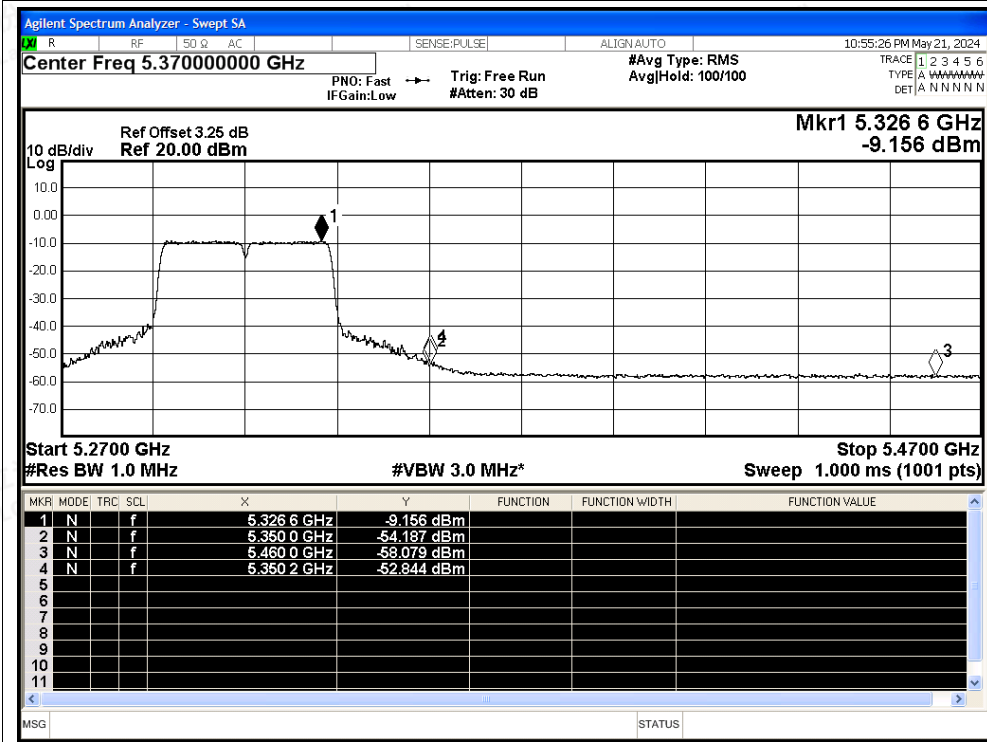 Agilent Spectrum Analyzer - Swept SA
LXI R RF 50 Ω AC SENSE:PULSE ALIGN AUTO 10:55:26 PM May 21, 2024
Center Freq 5.370000000 GHz #Avg Type: RMS TRACE 1 2 3 4 5 6
PNO: Fast Trig: Free Run Avg|Hold: 100/100 TYPE A WWWWW
IFGain:Low #Atten: 30 dB DET A N N N N N
Mkr1 5.326 6 GHz
Ref Offset 3.25 dB
10 dB/div Ref 20.00 dBm -9.156 dBm
Log
10.0
0.00
1
-10.0
-20.0
-30.0
-40.0
4
2
3
-50.0
-60.0
-70.0
Start 5.2700 GHz Stop 5.4700 GHz
#Res BW 1.0 MHz #VBW 3.0 MHz* Sweep 1.000 ms (1001 pts)
MKR MODE TRC SCL X Y FUNCTION FUNCTION WIDTH FUNCTION VALUE
1 N f 5.326 6 GHz -9.156 dBm
2 N f 5.350 0 GHz -54.187 dBm
3 N f 5.460 0 GHz -58.079 dBm
4 N f 5.350 2 GHz -52.844 dBm
5
6
7
8
9
10
11
MSG STATUS